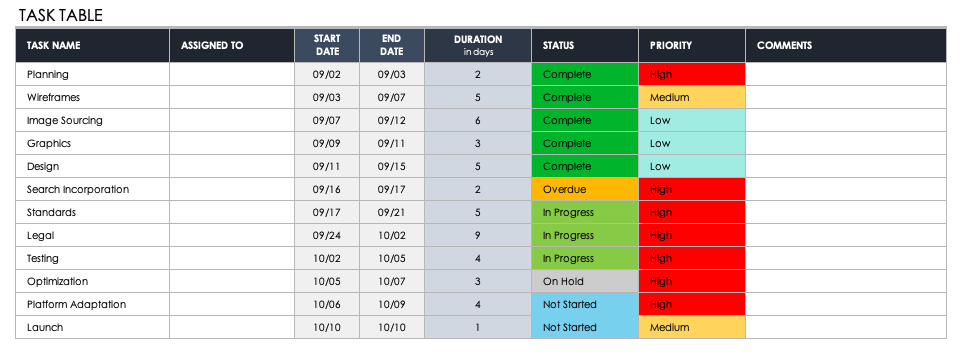 TASK TABLE
TASK NAME ASSIGNED TO START DATE END DATE DURATION in days STATUS PRIORITY COMMENTS
Planning 09/02 09/03 2 Complete High
Wireframes 09/03 09/07 5 Complete Medium
Image Sourcing 09/07 09/12 6 Complete Low
Graphics 09/09 09/11 3 Complete Low
Design 09/11 09/15 5 Complete Low
Search Incorporation 09/16 09/17 2 Overdue High
Standards 09/17 09/21 5 In Progress High
Legal 09/24 10/02 9 In Progress High
Testing 10/02 10/05 4 In Progress High
Optimization 10/05 10/07 3 On Hold High
Platform Adaptation 10/06 10/09 4 Not Started High
Launch 10/10 10/10 1 Not Started Medium